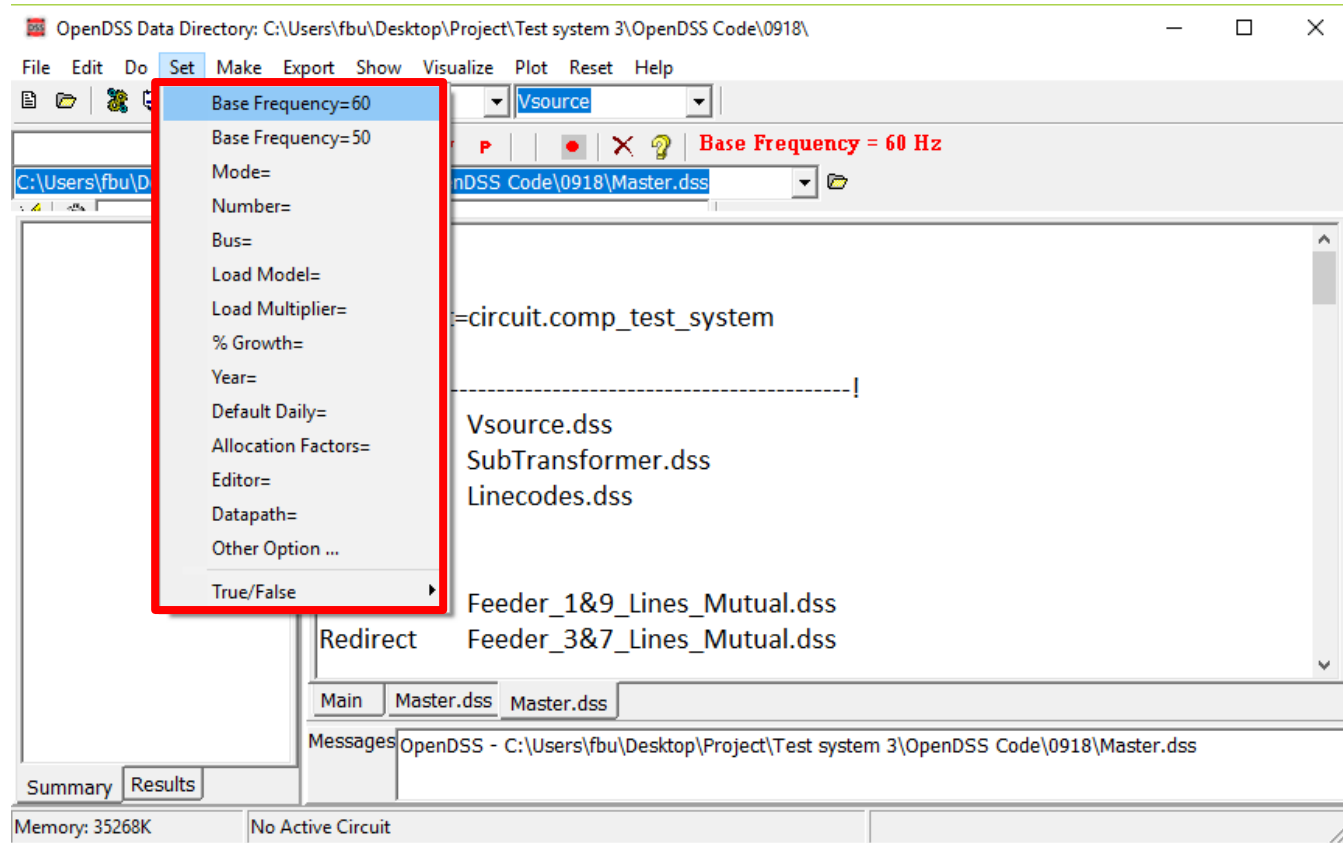 OpenDSS Data Directory: C:\Users\fbu\Desktop\Project\Test system 3\OpenDSS Code\0918\
File Edit Do Set Make Export Show Visualize Plot Reset Help
Vsource
P Base Frequency = 60 Hz
C:\Users\fbu\D nDSS Code\0918\Master.dss
Base Frequency=60
Base Frequency=50
Mode=
Number=
Bus=
Load Model=
Load Multiplier=
% Growth=
Year=
Default Daily=
Allocation Factors=
Editor=
Datapath=
Other Option ...
True/False
=circuit.comp_test_system
------------------------------------------!
Vsource.dss
SubTransformer.dss
Linecodes.dss
Feeder_1&9_Lines_Mutual.dss
Redirect Feeder_3&7_Lines_Mutual.dss
Main Master.dss Master.dss
Messages OpenDSS - C:\Users\fbu\Desktop\Project\Test system 3\OpenDSS Code\0918\Master.dss
Summary Results
Memory: 35268K No Active Circuit